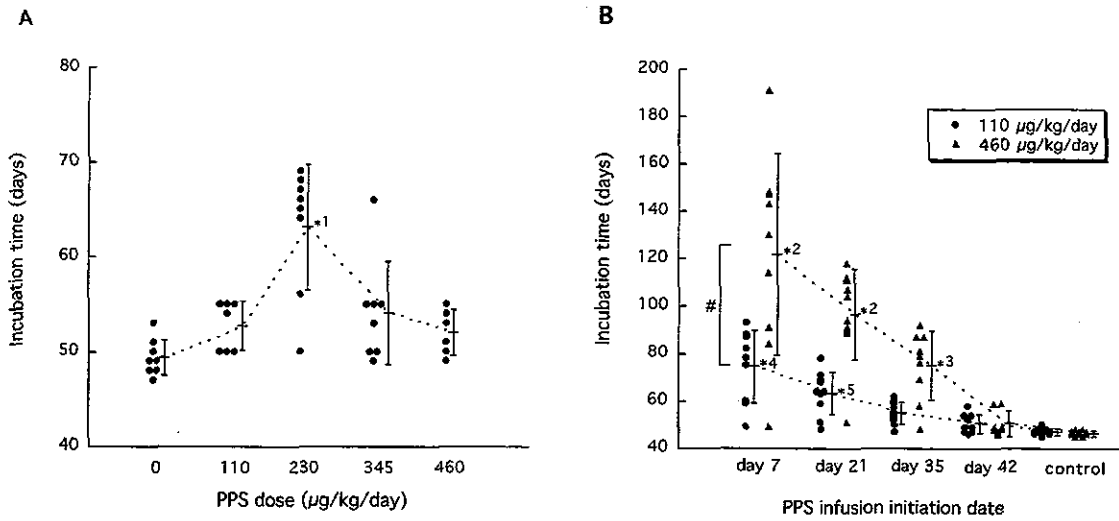 A
Incubation time (days)
80
70
60
50
40
*1
0 110 230 345 460
PPS dose (µg/kg/day)
B
Incubation time (days)
200
180
160
140
120
100
80
60
40
110 µg/kg/day
460 µg/kg/day
#
*2
*2
*3
*4
*5
day 7 day 21 day 35 day 42 control
PPS infusion initiation date